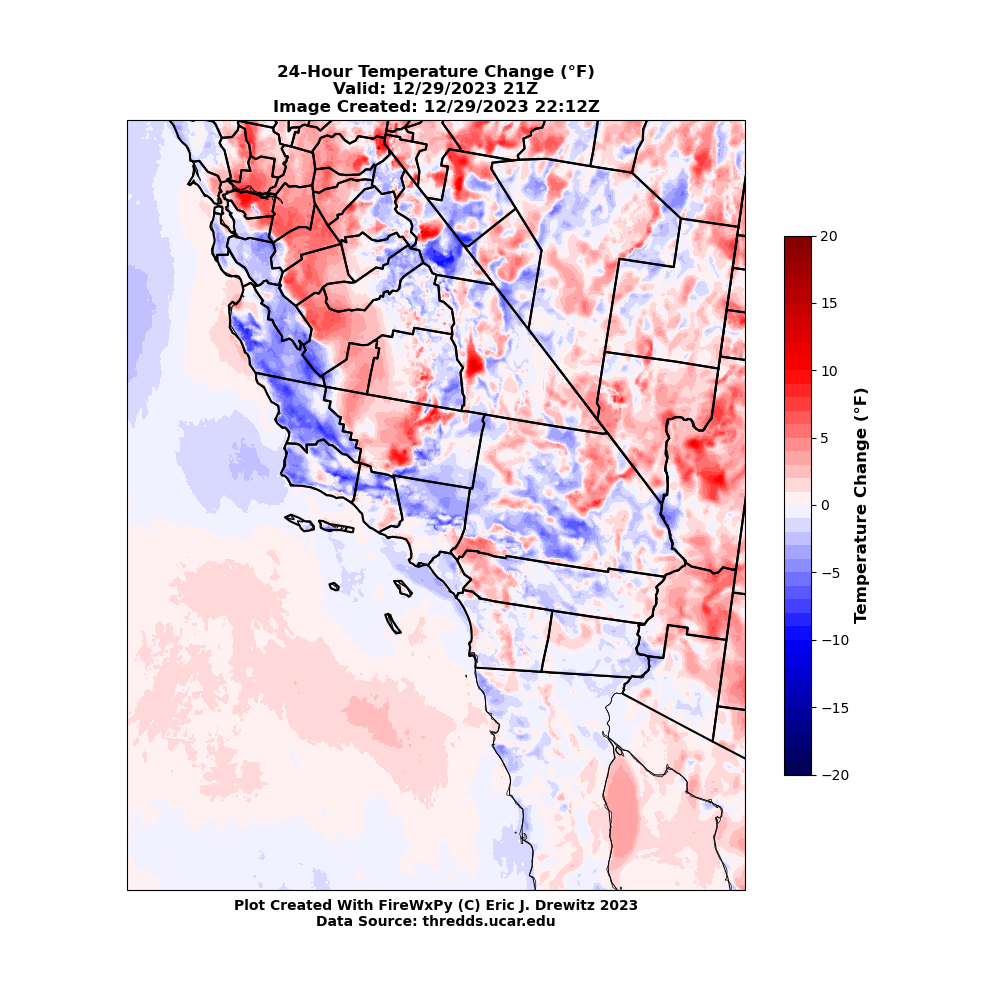 24-Hour Temperature Change (°F)
Valid: 12/29/2023 21Z
Image Created: 12/29/2023 22:12Z
20
15
10
5
0
−5
−10
−15
−20
Temperature Change (°F)
Plot Created With FireWxPy (C) Eric J. Drewitz 2023
Data Source: thredds.ucar.edu